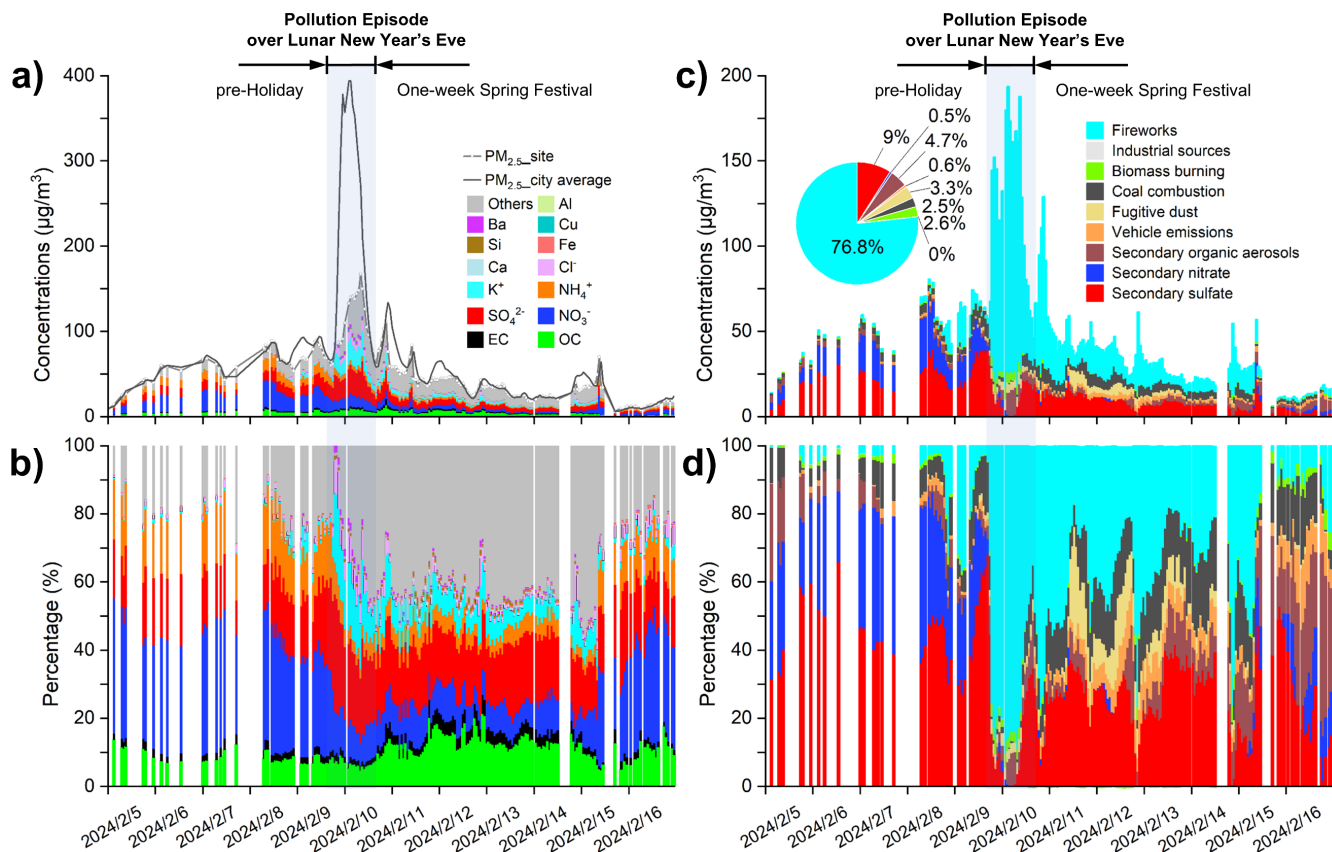 Pollution Episode
over Lunar New Year's Eve
a)
pre-Holiday
One-week Spring Festival
Concentrations (µg/m³)
400
300
200
100
0
PM₂.₅_site
PM₂.₅_city average
Others
Al
Ba
Cu
Si
Fe
Ca
Cl⁻
K⁺
NH₄⁺
SO₄²⁻
NO₃⁻
EC
OC
b)
Percentage (%)
100
80
60
40
20
0
2024/2/5
2024/2/6
2024/2/7
2024/2/8
2024/2/9
2024/2/10
2024/2/11
2024/2/12
2024/2/13
2024/2/14
2024/2/15
2024/2/16
Pollution Episode
over Lunar New Year's Eve
c)
pre-Holiday
One-week Spring Festival
Concentrations (µg/m³)
200
150
100
50
0
9%
0.5%
4.7%
0.6%
3.3%
2.5%
2.6%
0%
76.8%
Fireworks
Industrial sources
Biomass burning
Coal combustion
Fugitive dust
Vehicle emissions
Secondary organic aerosols
Secondary nitrate
Secondary sulfate
d)
Percentage (%)
100
80
60
40
20
0
2024/2/5
2024/2/6
2024/2/7
2024/2/8
2024/2/9
2024/2/10
2024/2/11
2024/2/12
2024/2/13
2024/2/14
2024/2/15
2024/2/16